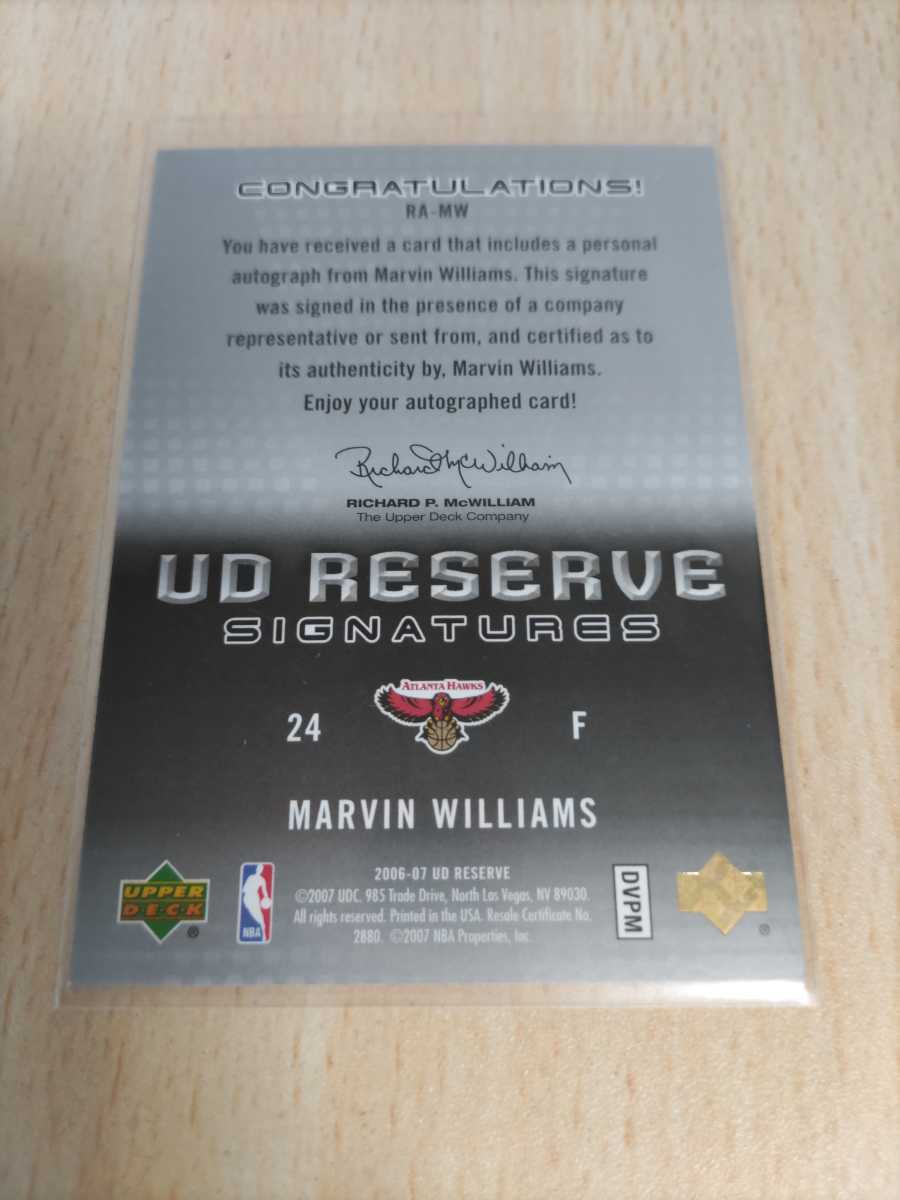 CONGRATULATIONS!
RA-MW
You have received a card that includes a personal
autograph from Marvin Williams. This signature
was signed in the presence of a company
representative or sent from, and certified as to
its authenticity by, Marvin Williams.
Enjoy your autographed card!
Richard McWilliam
RICHARD P. McWILLIAM
The Upper Deck Company
UD RESERVE
SIGNATURES
ATLANTA HAWKS
24 F
MARVIN WILLIAMS
UPPER
DECK
®
NBA
2006-07 UD RESERVE
©2007 UDC. 985 Trade Drive, North Las Vegas, NV 89030.
All rights reserved. Printed in the USA. Resale Certificate No.
2880. ©2007 NBA Properties, Inc.
DVPM
®